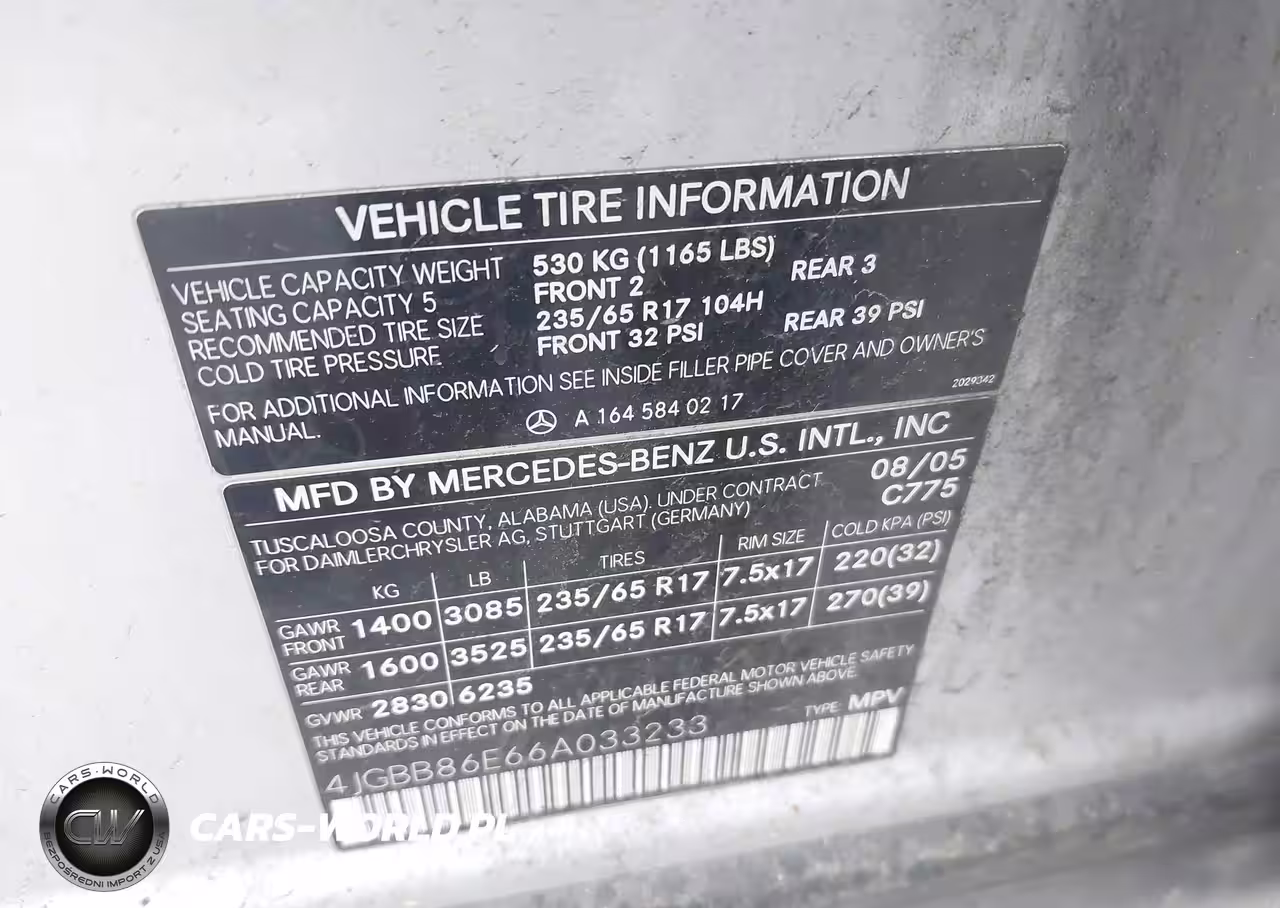 VEHICLE TIRE INFORMATION
VEHICLE CAPACITY WEIGHT 530 KG (1165 LBS)
SEATING CAPACITY 5 FRONT 2 REAR 3
RECOMMENDED TIRE SIZE 235/65 R17 104H
COLD TIRE PRESSURE FRONT 32 PSI REAR 39 PSI
FOR ADDITIONAL INFORMATION SEE INSIDE FILLER PIPE COVER AND OWNER'S
MANUAL. A 164 584 02 17 2029342
MFD BY MERCEDES-BENZ U.S. INTL., INC
TUSCALOOSA COUNTY, ALABAMA (USA). UNDER CONTRACT 08/05
FOR DAIMLERCHRYSLER AG, STUTTGART (GERMANY) C775
KG LB TIRES RIM SIZE COLD KPA (PSI)
GAWR FRONT 1400 3085 235/65 R17 7.5x17 220(32)
GAWR REAR 1600 3525 235/65 R17 7.5x17 270(39)
GVWR 2830 6235
THIS VEHICLE CONFORMS TO ALL APPLICABLE FEDERAL MOTOR VEHICLE SAFETY
STANDARDS IN EFFECT ON THE DATE OF MANUFACTURE SHOWN ABOVE.
4JGBB86E66A033233 TYPE: MPV
CARS-WORLD
CW
BEZPOŚREDNI IMPORT Z USA
CARS-WORLD.PL